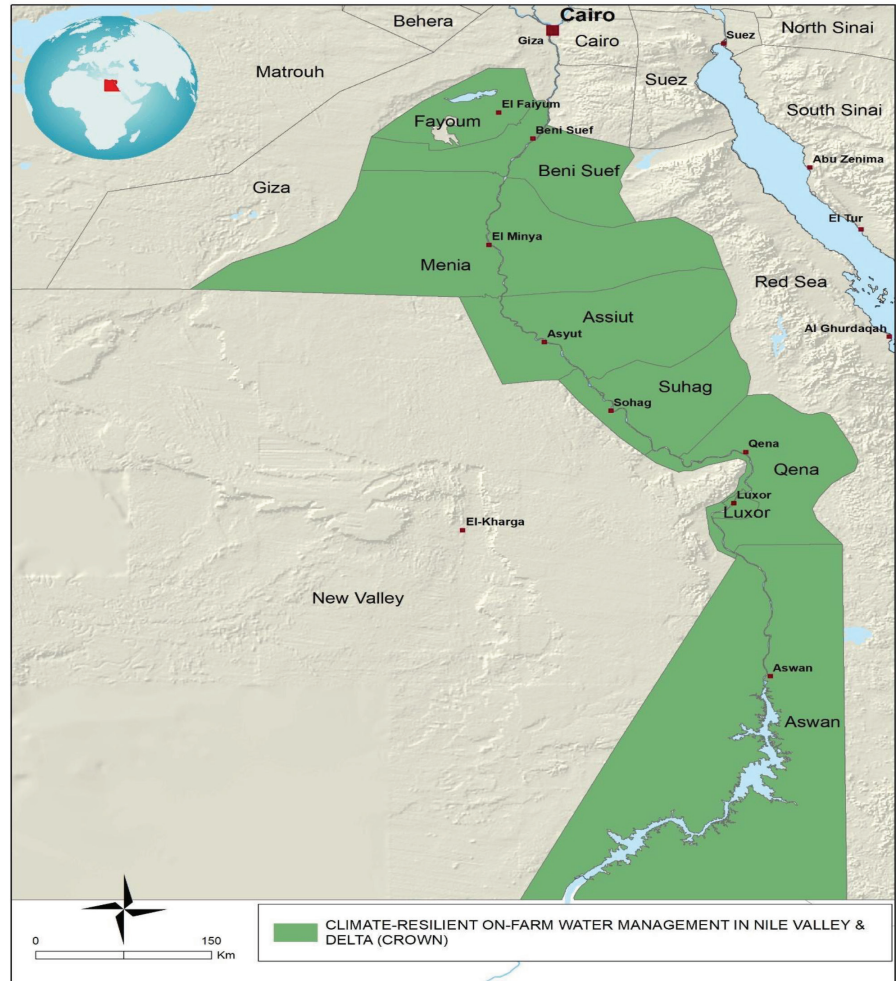 Cairo
Behera
Giza
Cairo
Suez
North Sinai
Matrouh
Suez
South Sinai
El Faiyum
Fayoum
Beni Suef
Beni Suef
Abu Zenima
Giza
El Tur
El Minya
Menia
Red Sea
Assiut
Al Ghurdaqah
Asyut
Suhag
Sohag
Qena
Qena
Luxor
Luxor
El-Kharga
New Valley
Aswan
Aswan
0 150
Km
CLIMATE-RESILIENT ON-FARM WATER MANAGEMENT IN NILE VALLEY &
DELTA (CROWN)